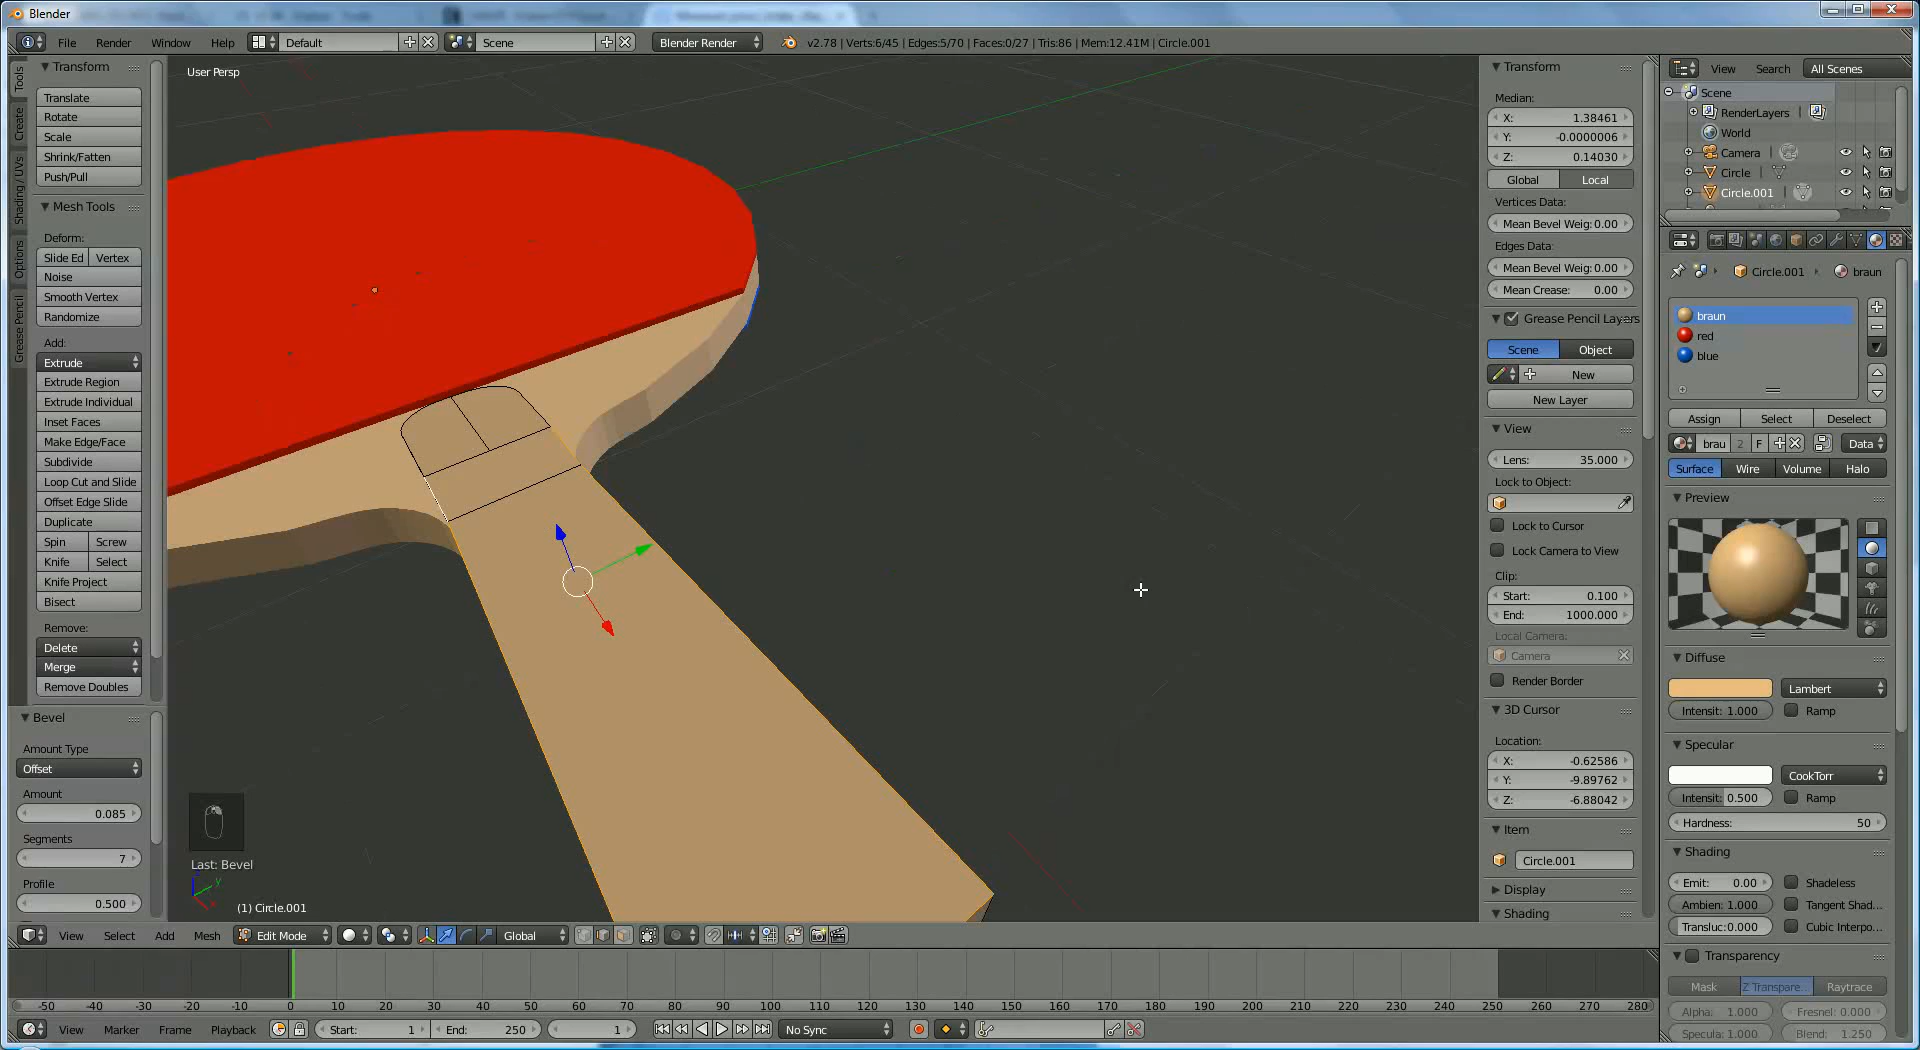 Blender
File Render Window Help Default Scene Blender Render v2.78 | Verts:6/45 | Edges:5/70 | Faces:0/27 | Tris:86 | Mem:12.41M | Circle.001
Tools
Create
Shading / UVs
Options
Grease Pencil
Transform
Translate
Rotate
Scale
Shrink/Fatten
Push/Pull
Mesh Tools
Deform:
Slide Ed Vertex
Noise
Smooth Vertex
Randomize
Add:
Extrude
Extrude Region
Extrude Individual
Inset Faces
Make Edge/Face
Subdivide
Loop Cut and Slide
Offset Edge Slide
Duplicate
Spin Screw
Knife Select
Knife Project
Bisect
Remove:
Delete
Merge
Remove Doubles
Bevel
Amount Type
Offset
Amount
0.085
Segments
7
Profile
0.500
User Persp
Last: Bevel
(1) Circle.001
Transform
Median:
X: 1.38461
Y: -0.0000006
Z: 0.14030
Global Local
Vertices Data:
Mean Bevel Weig: 0.00
Edges Data:
Mean Bevel Weig: 0.00
Mean Crease: 0.00
Grease Pencil Layers
Scene Object
New
New Layer
View
Lens: 35.000
Lock to Object:
Lock to Cursor
Lock Camera to View
Clip:
Start: 0.100
End: 1000.000
Local Camera:
Camera
Render Border
3D Cursor
Location:
X: -0.62586
Y: -9.89762
Z: -6.88042
Item
Circle.001
Display
Shading
View Search All Scenes
Scene
RenderLayers
World
Camera
Circle
Circle.001
Circle.001 braun
braun
red
blue
Assign Select Deselect
brau 2 F Data
Surface Wire Volume Halo
Preview
Diffuse
Lambert
Intensit: 1.000 Ramp
Specular
CookTorr
Intensit: 0.500 Ramp
Hardness: 50
Shading
Emit: 0.00 Shadeless
Ambien: 1.000 Tangent Shad...
Transluc: 0.000 Cubic Interpo...
Transparency
Mask Z Transpare... Raytrace
Alpha: 1.000 Fresnel: 0.000
Specula: 1.000 Blend: 1.250
View Select Add Mesh Edit Mode Global
-50 -40 -30 -20 -10 0 10 20 30 40 50 60 70 80 90 100 110 120 130 140 150 160 170 180 190 200 210 220 230 240 250 260 270 280
View Marker Frame Playback Start: 1 End: 250 1 No Sync